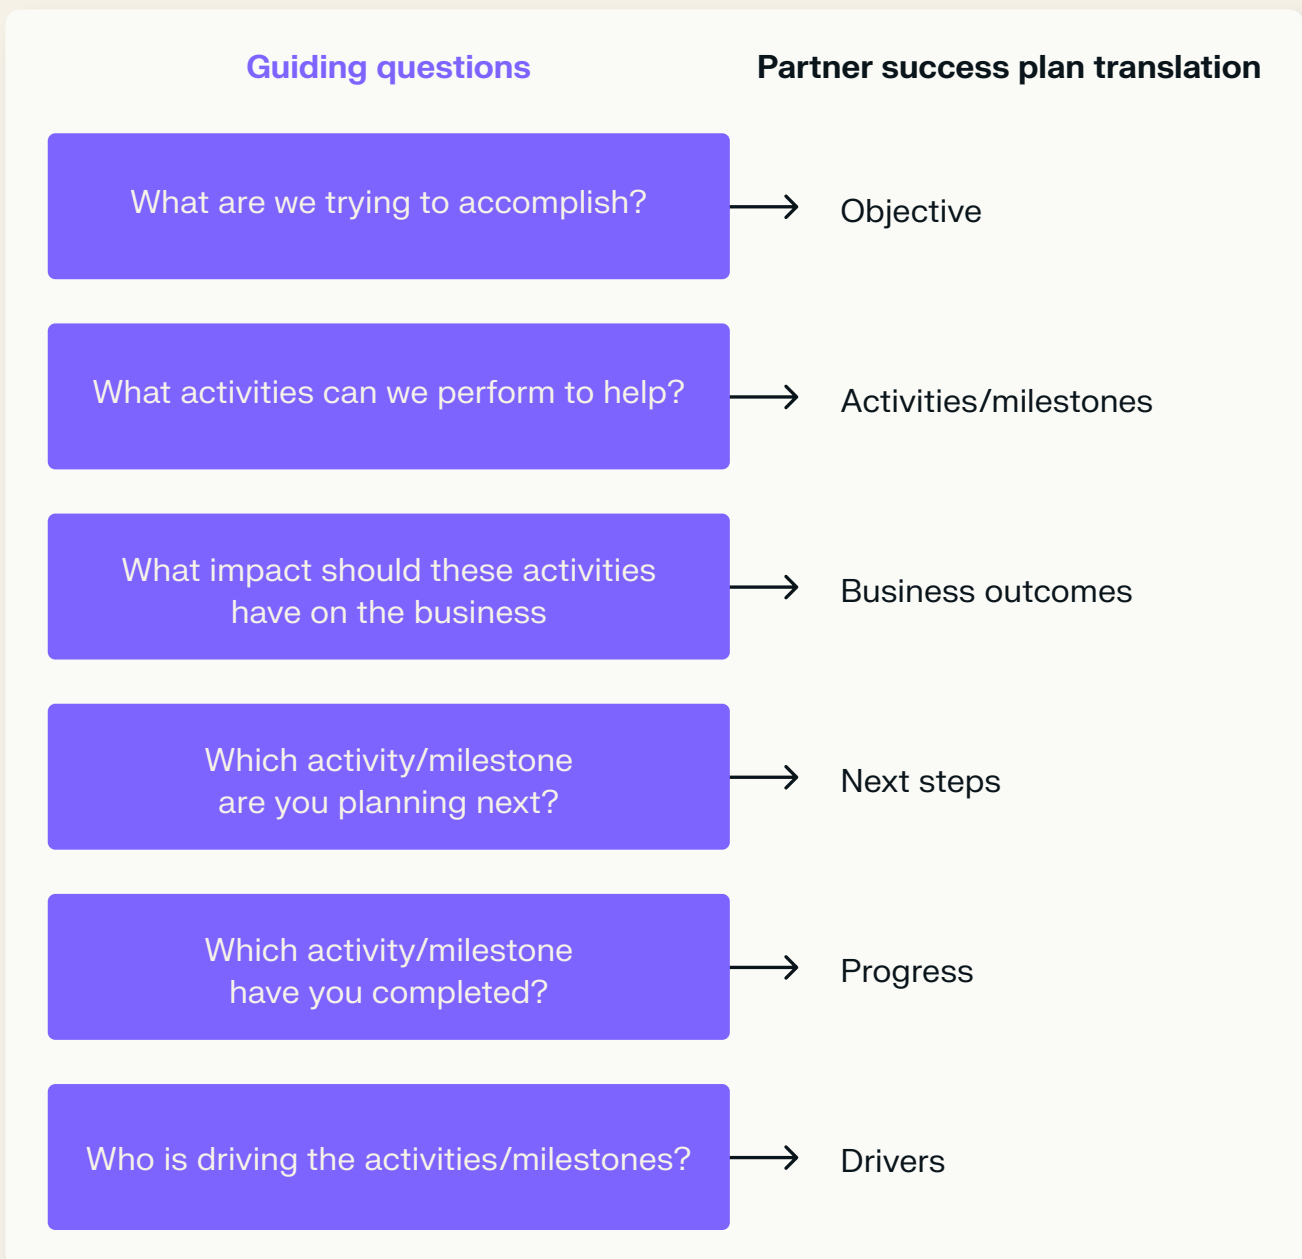 Guiding questions
Partner success plan translation
What are we trying to accomplish?
Objective
What activities can we perform to help?
Activities/milestones
What impact should these activities
have on the business
Business outcomes
Which activity/milestone
are you planning next?
Next steps
Which activity/milestone
have you completed?
Progress
Who is driving the activities/milestones?
Drivers